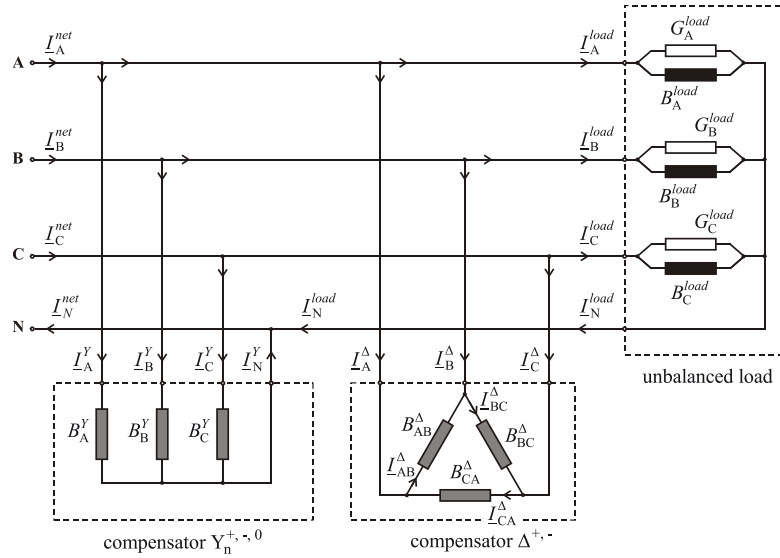 I_A^net
I_A^load
G_A^load
A
B_A^load
I_B^net
I_B^load
G_B^load
B
B_B^load
I_C^net
I_C^load
G_C^load
C
B_C^load
I_N^net
I_N^load
I_N^load
N
I_A^Y I_B^Y I_C^Y I_N^Y
I_A^Δ I_B^Δ I_C^Δ
unbalanced load
I_BC^Δ
B_A^Y B_B^Y B_C^Y
B_AB^Δ B_BC^Δ
I_AB^Δ B_CA^Δ
I_CA^Δ
compensator Y_n^+,-,0
compensator Δ^+,-